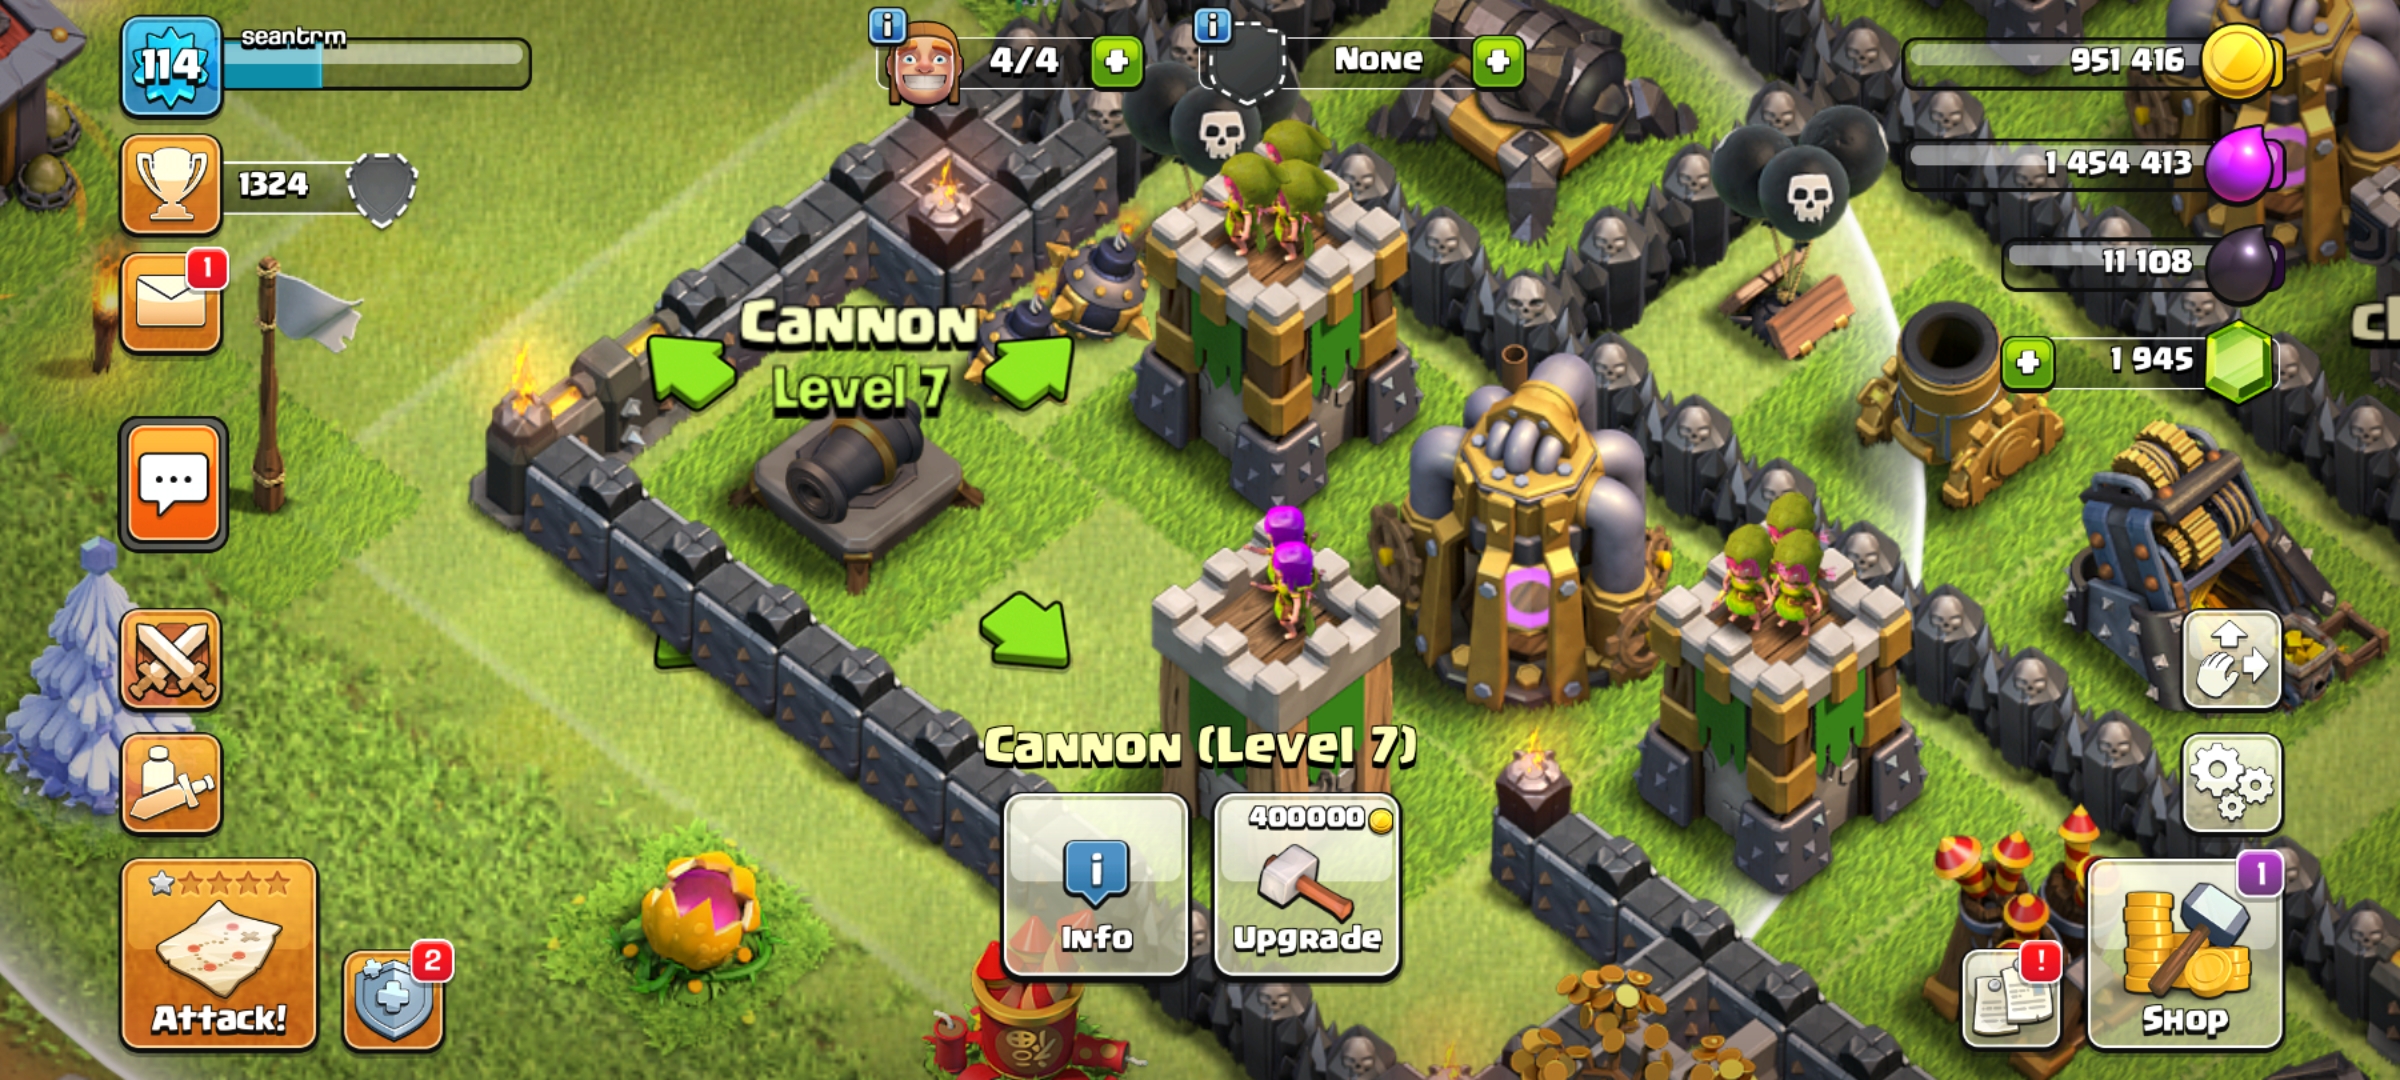 seantrm
114
4/4
None
951 416
1324
1 454 413
11 108
1
1 945
Cannon
Level 7
Cannon (Level 7)
400000
Info
Upgrade
Attack!
2
!
1
Shop